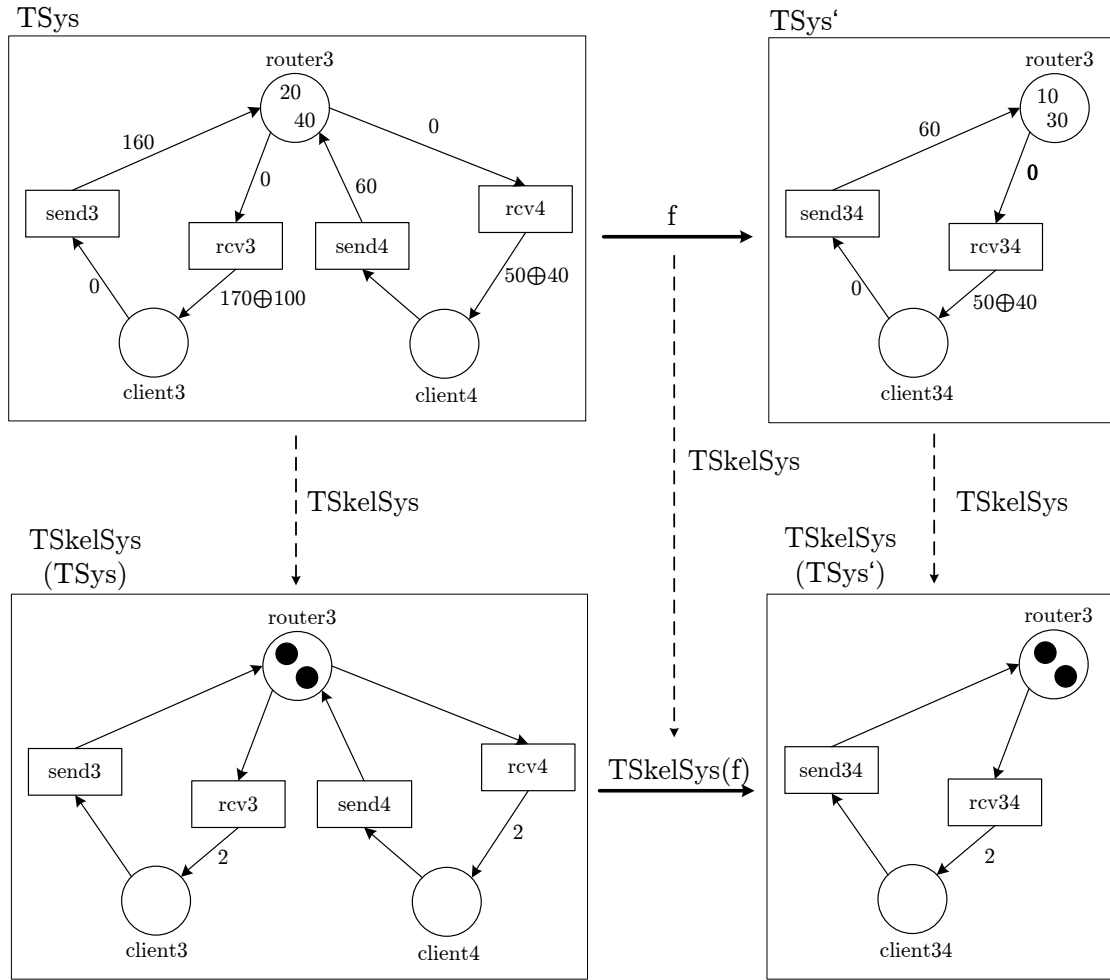 TSys
router3
20
40
160
0
0
60
send3
rcv3
send4
rcv4
0
170⊕100
50⊕40
client3
client4
f
TSys‘
router3
10
30
60
0
send34
rcv34
0
50⊕40
client34
TSkelSys
TSkelSys
TSkelSys
TSkelSys
(TSys)
TSkelSys
(TSys‘)
router3
send3
rcv3
send4
rcv4
2
2
client3
client4
TSkelSys(f)
router3
send34
rcv34
2
client34